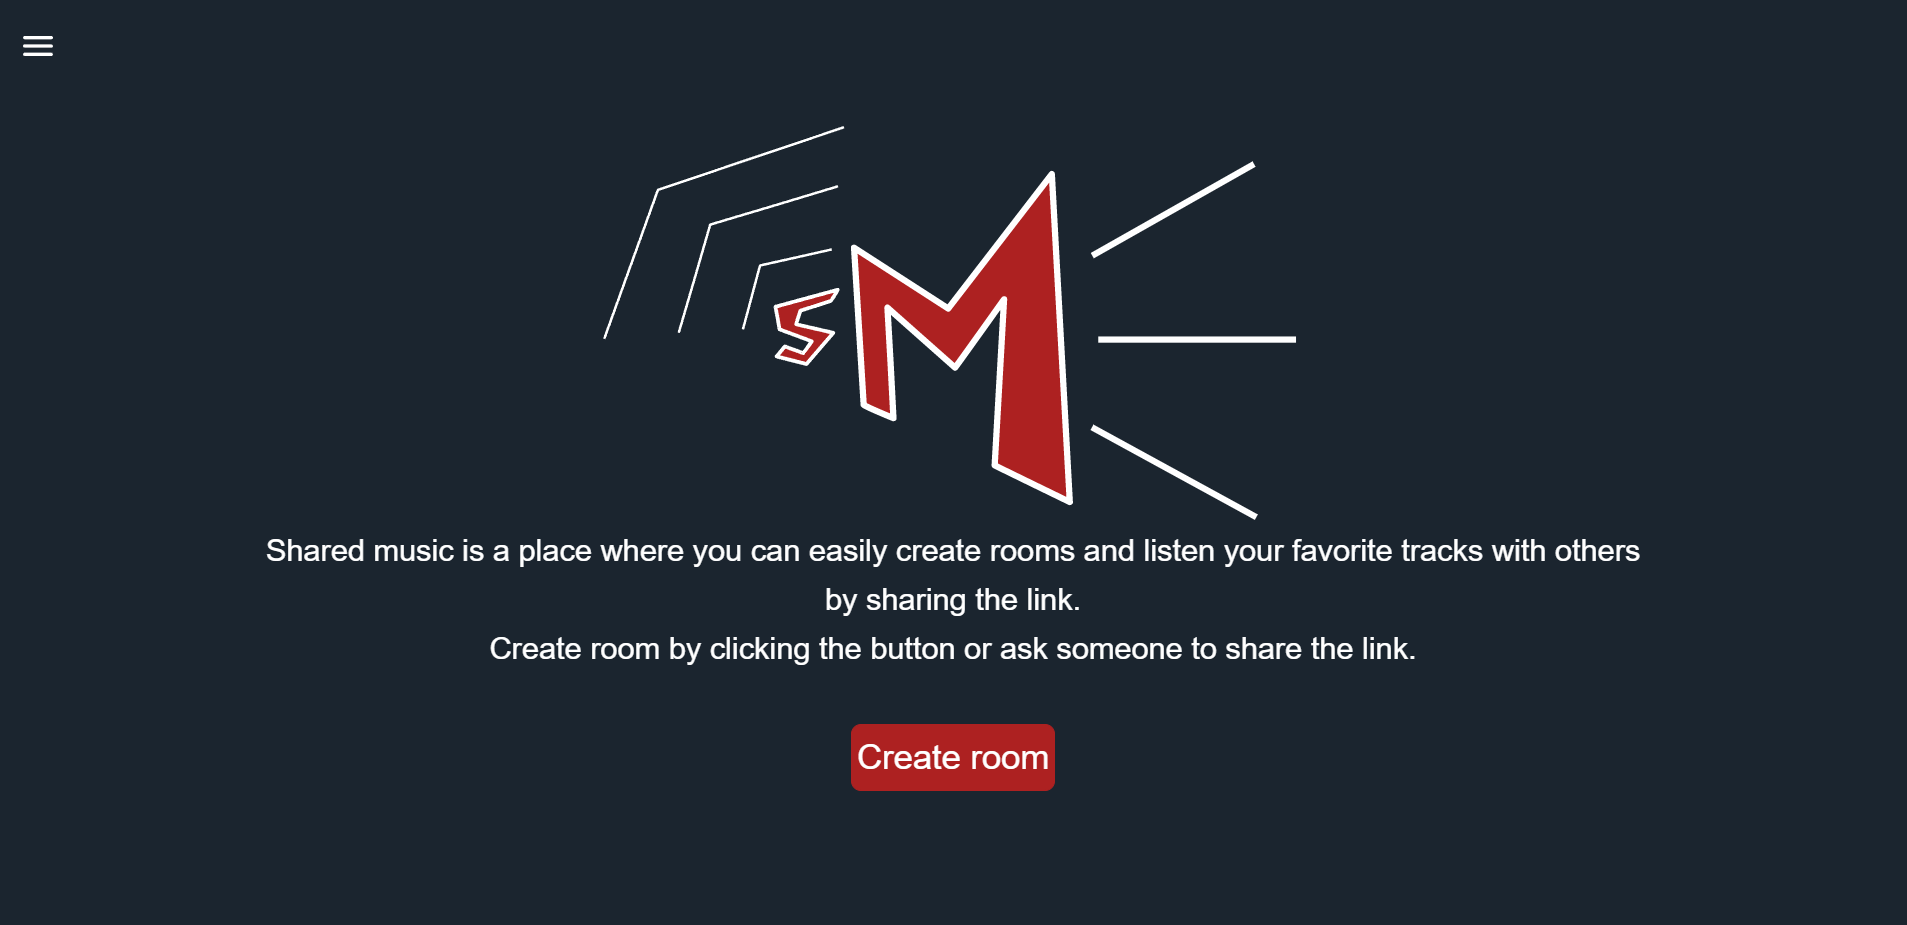 SM
Shared music is a place where you can easily create rooms and listen your favorite tracks with others
by sharing the link.
Create room by clicking the button or ask someone to share the link.
Create room